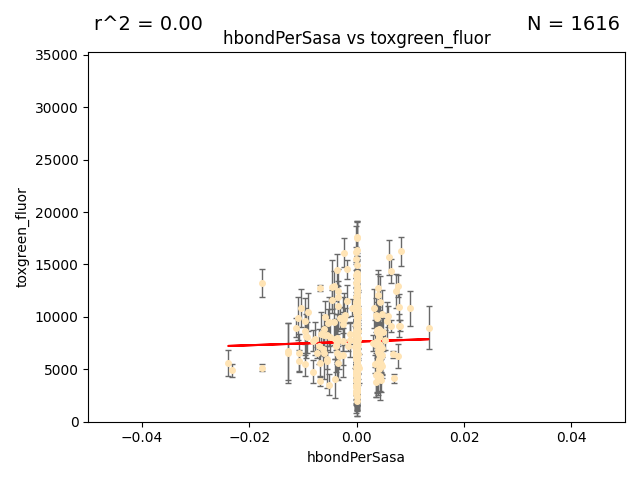 r^2 = 0.00
N = 1616
hbondPerSasa vs toxgreen_fluor
35000
30000
25000
20000
15000
10000
5000
0
toxgreen_fluor
−0.04
−0.02
0.00
0.02
0.04
hbondPerSasa